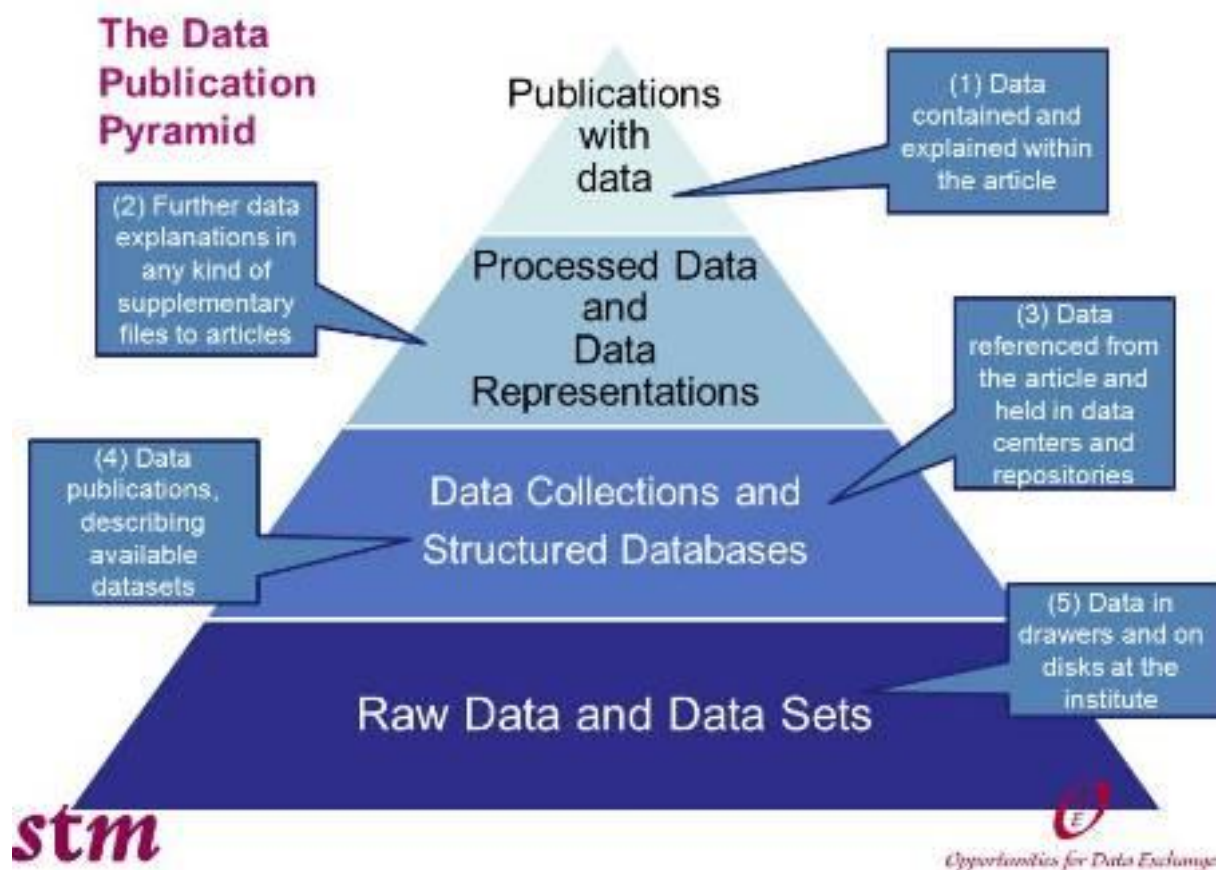 The Data
Publication
Pyramid
Publications
with
data
(1) Data
contained and
explained within
the article
(2) Further data
explanations in
any kind of
supplementary
files to articles
Processed Data
and
Data
Representations
(3) Data
referenced from
the article and
held in data
centers and
repositories
(4) Data
publications,
describing
available
datasets
Data Collections and
Structured Databases
(5) Data in
drawers and on
disks at the
institute
Raw Data and Data Sets
stm
E
Opportunities for Data Exchange